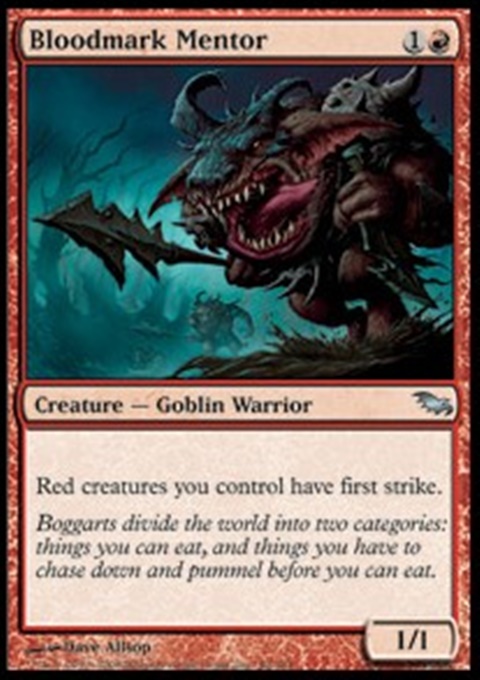 Bloodmark Mentor 1
Creature — Goblin Warrior
Red creatures you control have first strike.
Boggarts divide the world into two categories:
things you can eat, and things you have to
chase down and pummel before you can eat.
Dave Allsop
1/1